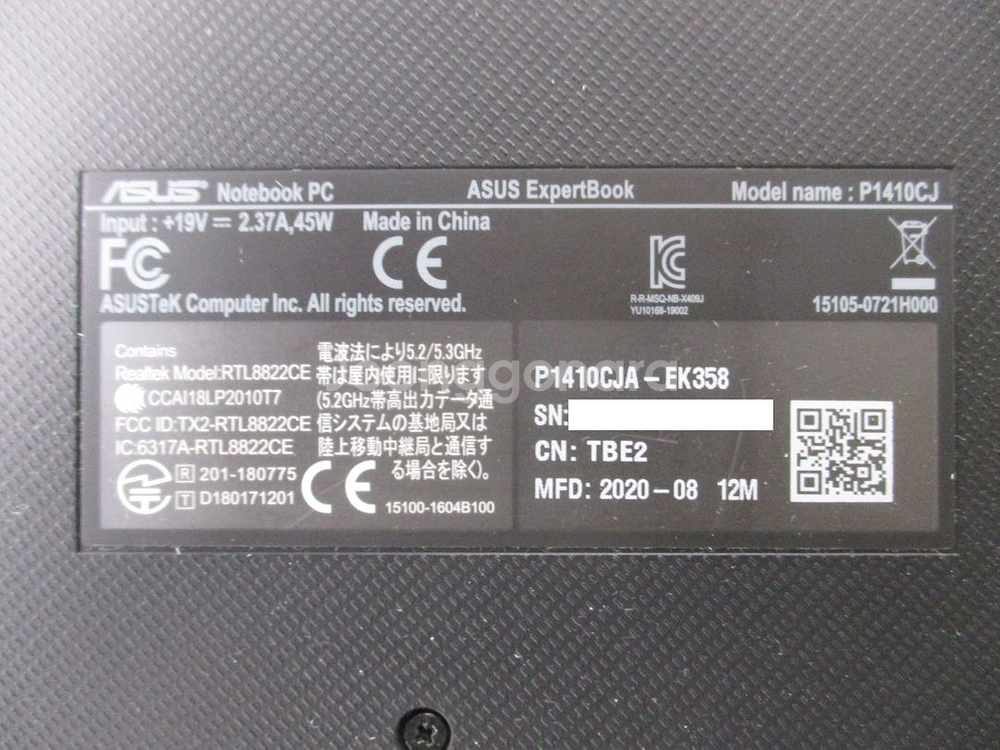 ASUS Notebook PC ASUS ExpertBook Model name : P1410CJ
Input : +19V 2.37A,45W Made in China
FC CE
R-R-MSQ-NB-X409J
YU10168-19002
ASUSTeK Computer Inc. All rights reserved. 15105-0721H000
Contains
Realtek Model:RTL8822CE
CCAI18LP2010T7
FCC ID:TX2-RTL8822CE
IC:6317A-RTL8822CE
R 201-180775
T D180171201
電波法により5.2/5.3GHz
帯は屋内使用に限ります
(5.2GHz帯高出力データ通
信システムの基地局又は
陸上移動中継局と通信す
る場合を除く)。
CE 15100-1604B100
P1410CJA-EK358
SN:
CN: TBE2
MFD: 2020-08 12M